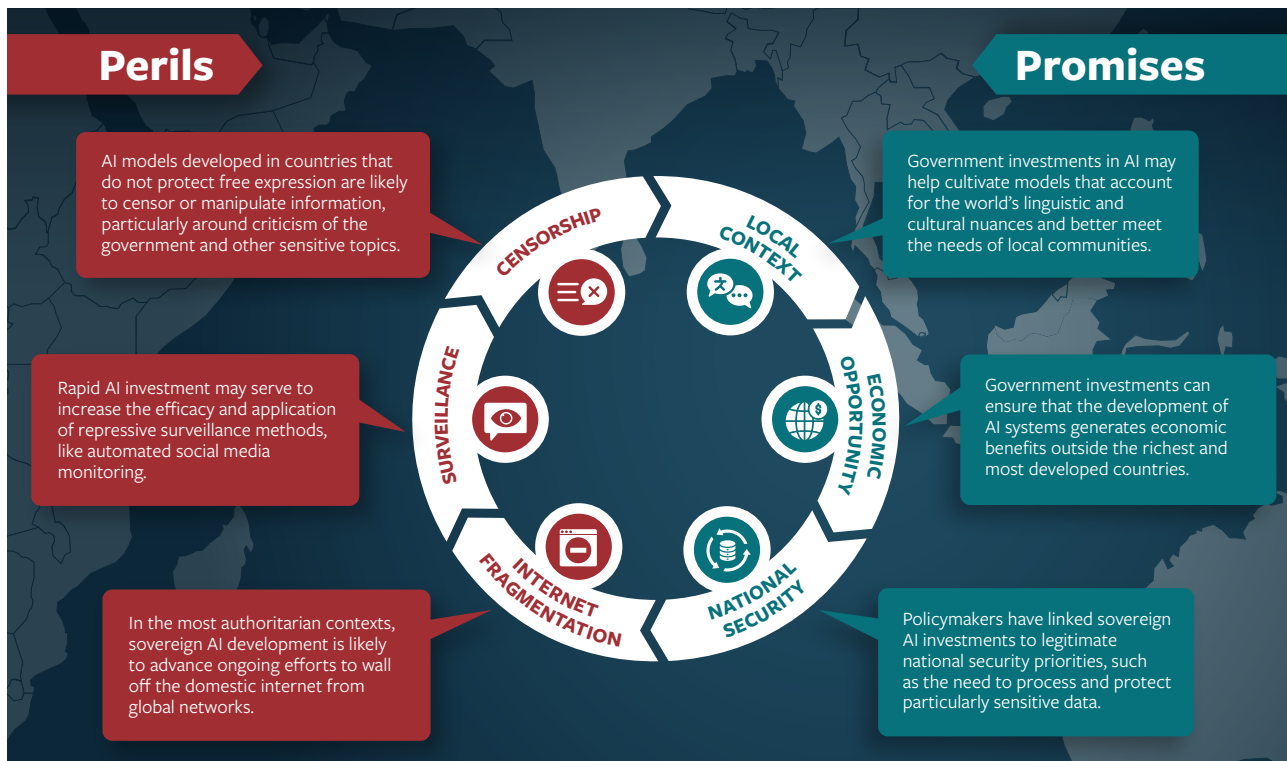 Perils
AI models developed in countries that
do not protect free expression are likely
to censor or manipulate information,
particularly around criticism of the
government and other sensitive topics.
Rapid AI investment may serve to
increase the efficacy and application
of repressive surveillance methods,
like automated social media
monitoring.
In the most authoritarian contexts,
sovereign AI development is likely
to advance ongoing efforts to wall
off the domestic internet from
global networks.
CENSORSHIP
SURVEILLANCE
INTERNET
FRAGMENTATION
LOCAL
CONTEXT
ECONOMIC
OPPORTUNITY
NATIONAL
SECURITY
Promises
Government investments in AI may
help cultivate models that account
for the world's linguistic and
cultural nuances and better meet
the needs of local communities.
Government investments can
ensure that the development of
AI systems generates economic
benefits outside the richest and
most developed countries.
Policymakers have linked sovereign
AI investments to legitimate
national security priorities, such
as the need to process and protect
particularly sensitive data.